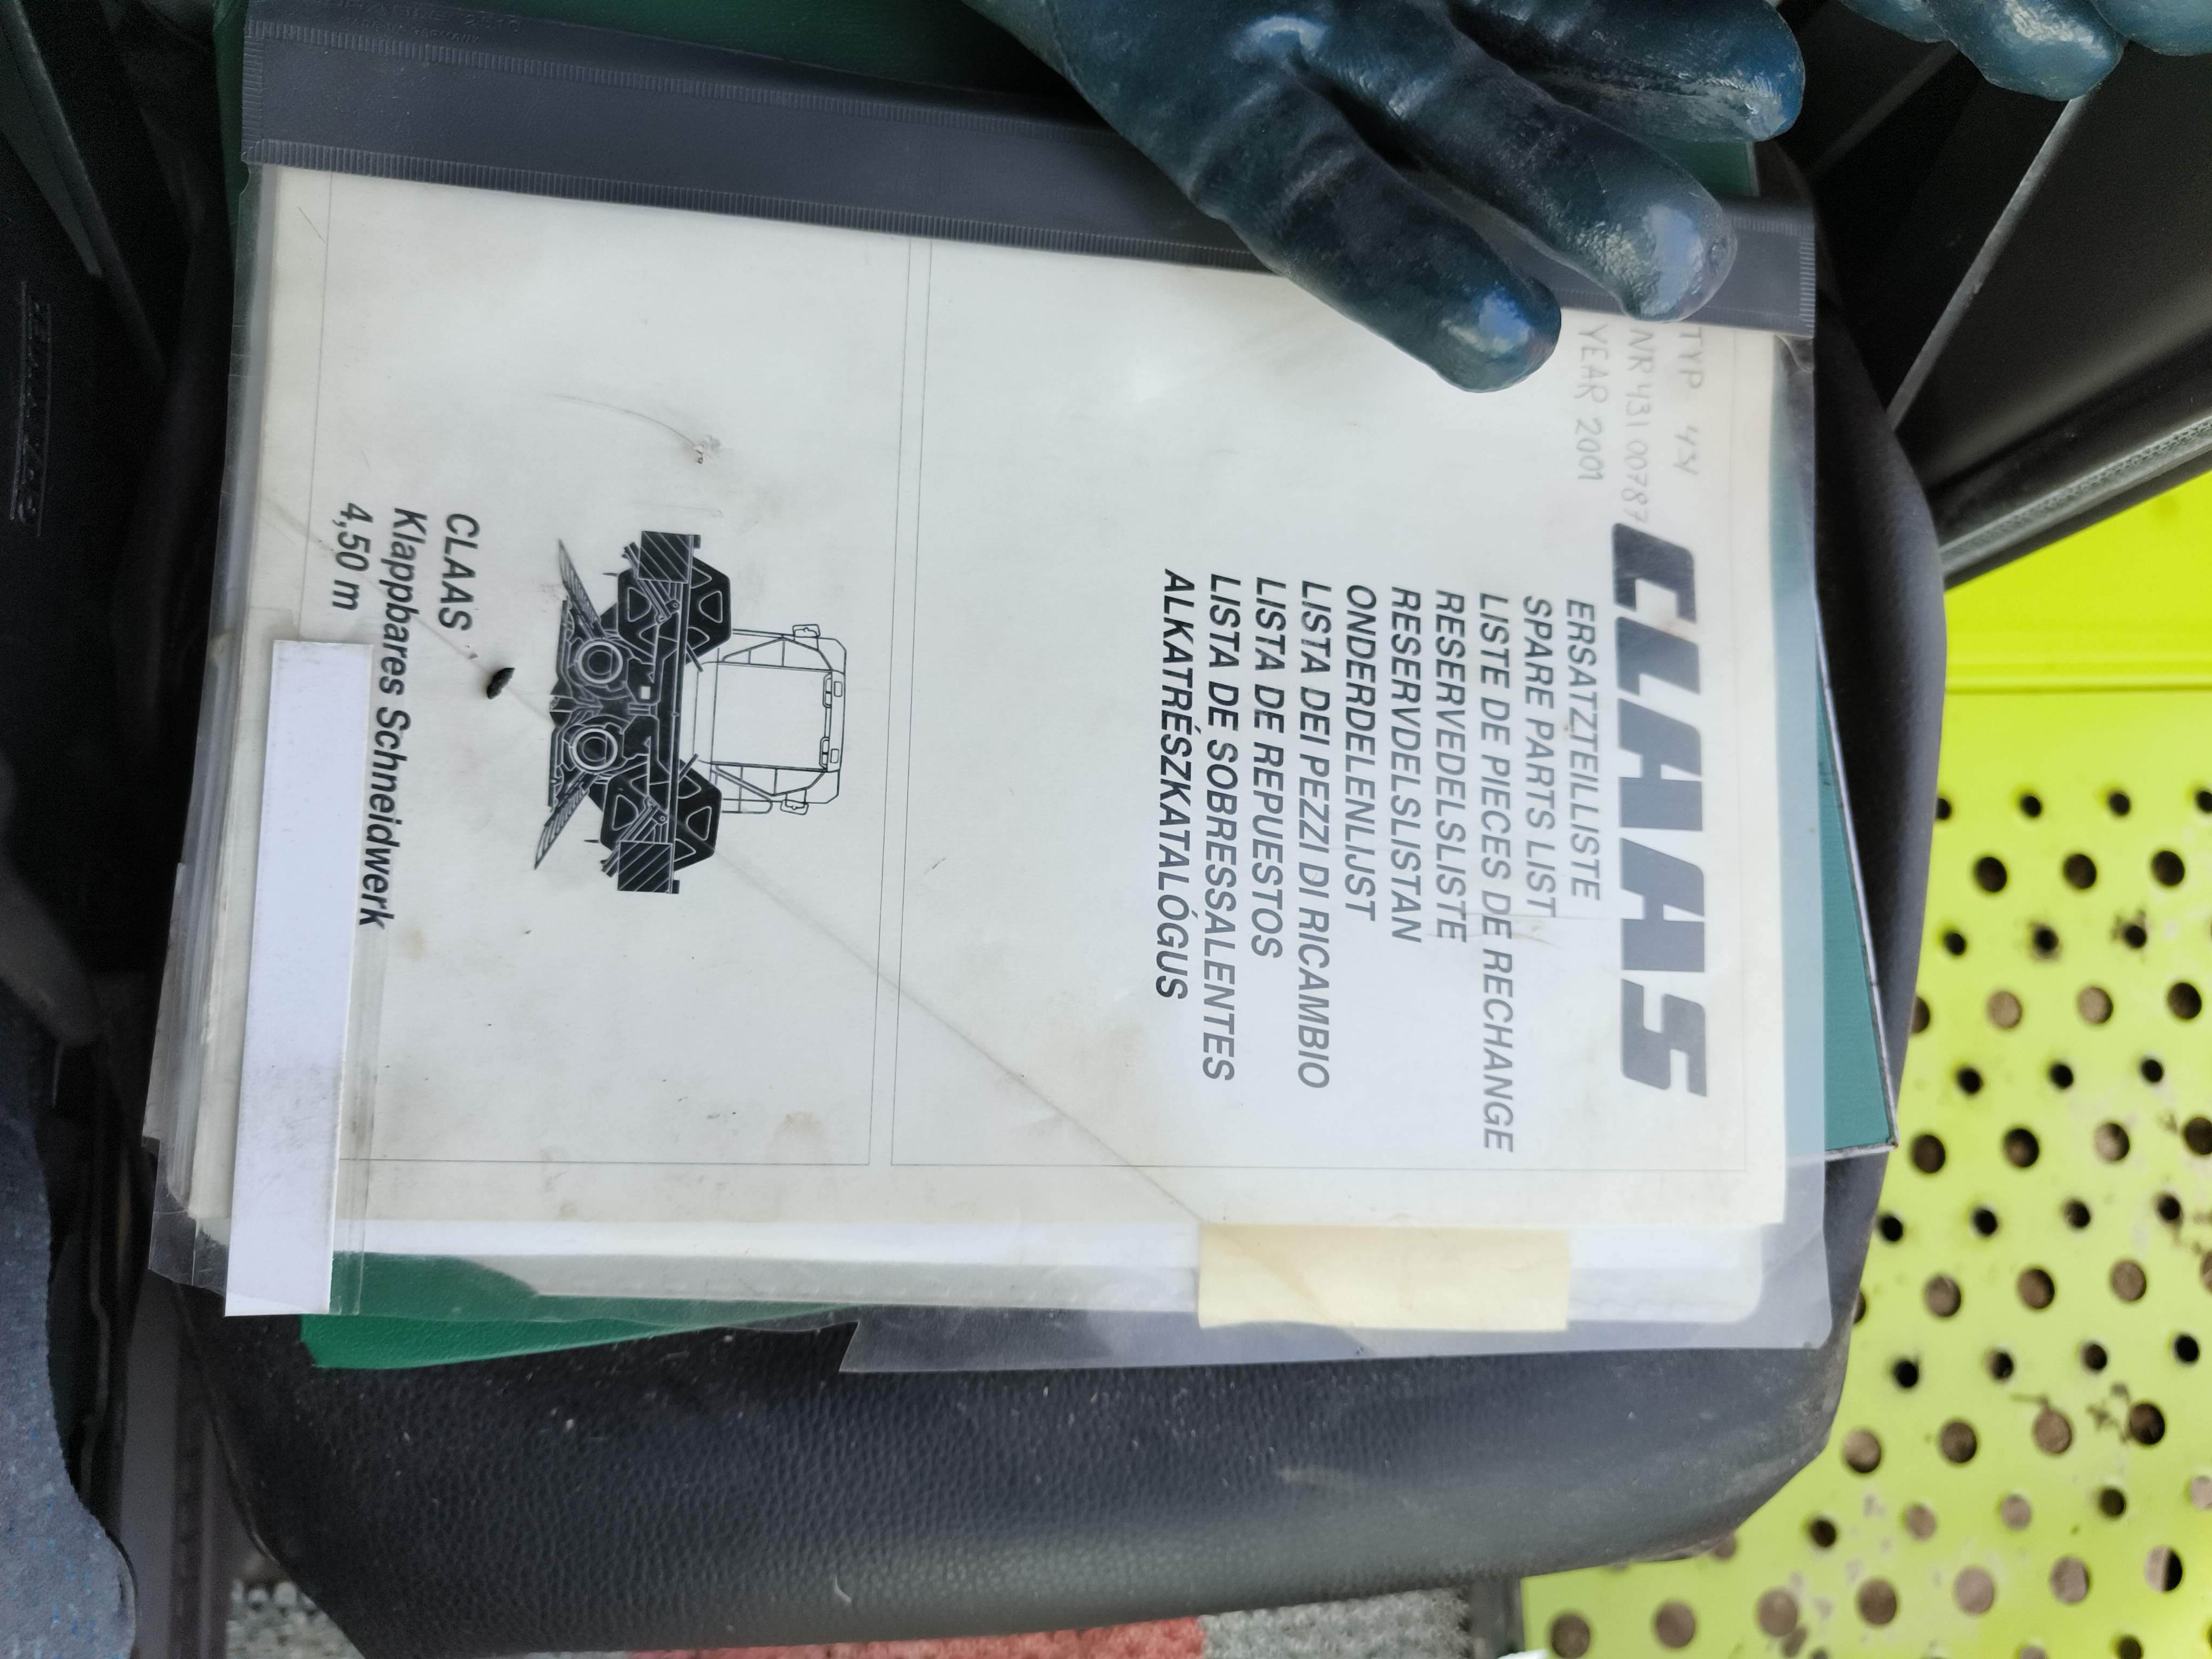 TYP 431
NR 431 00787
YEAR 2001
CLAAS
ERSATZTEILLISTE
SPARE PARTS LIST
LISTE DE PIECES DE RECHANGE
RESERVEDELSLISTE
RESERVDELSLISTAN
ONDERDELENLIJST
LISTA DEI PEZZI DI RICAMBIO
LISTA DE REPUESTOS
LISTA DE SOBRESSALENTES
ALKATRÉSZKATALÓGUS
CLAAS
Klappbares Schneidwerk
4,50 m